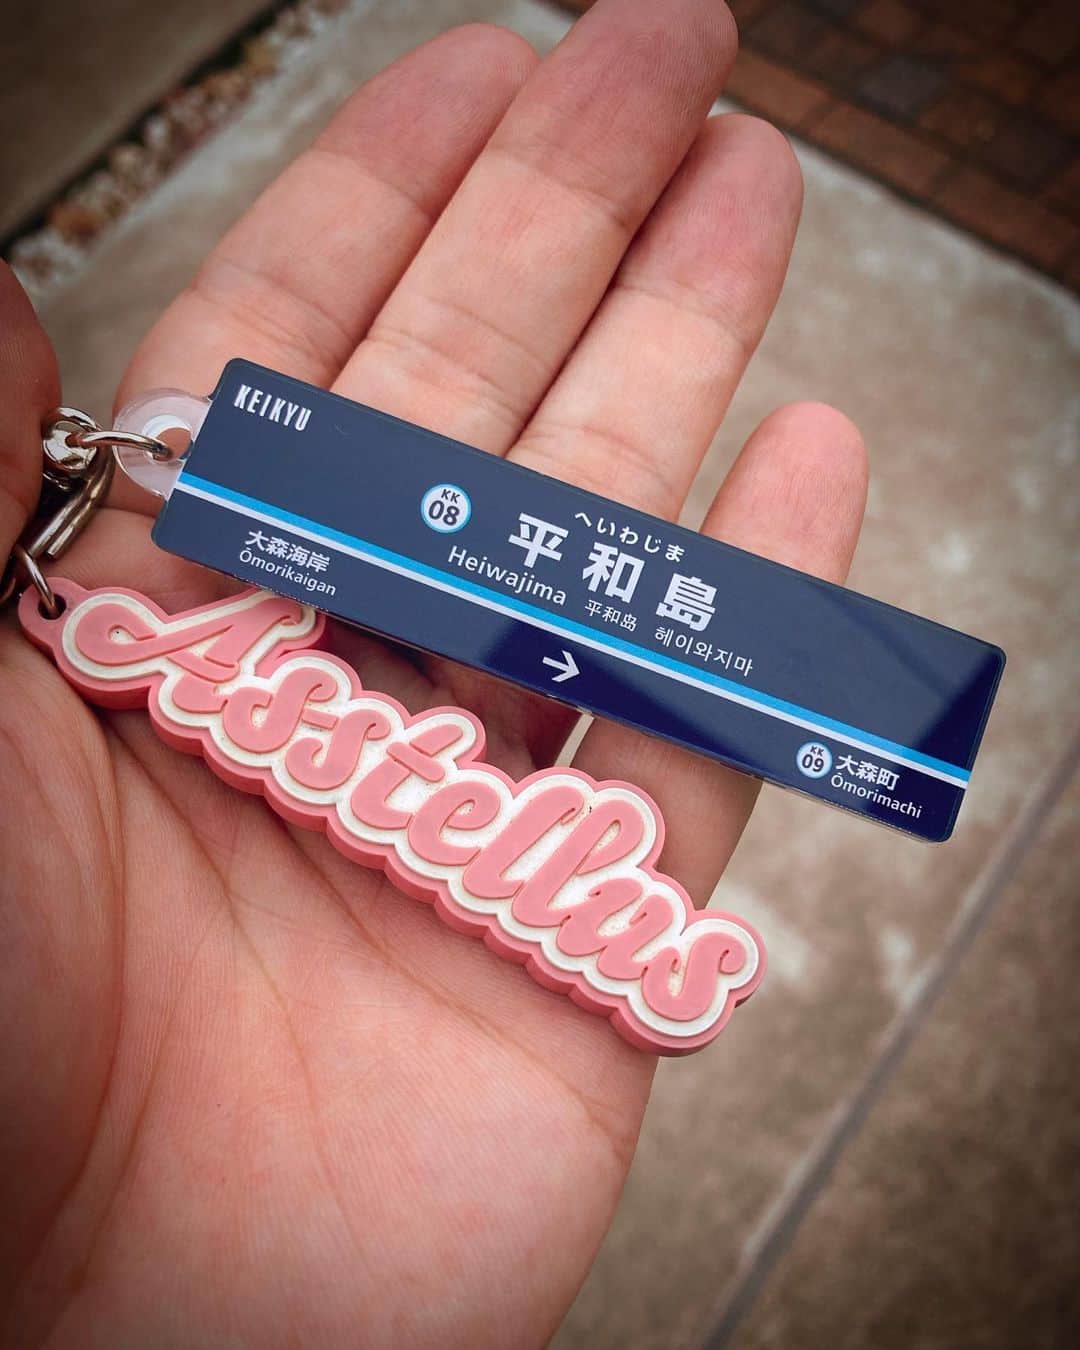 KEIKYU
KK
08
へいわじま
平和島
Heiwajima
平和島
헤이와지마
大森海岸
Ōmorikaigan
→
KK
09
大森町
Ōmorimachi
Asstellus